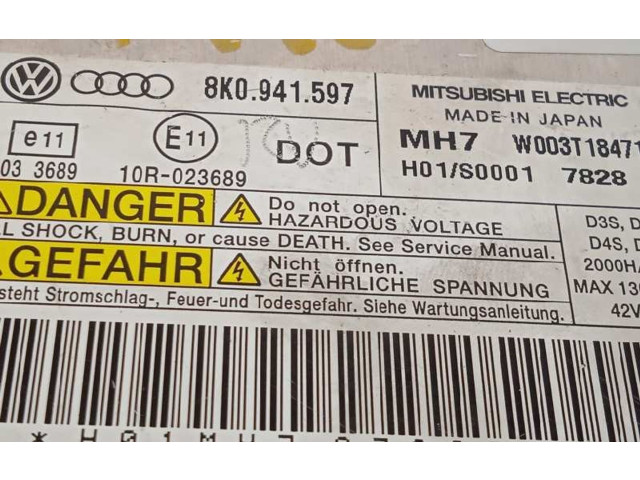 8K0.941.597
MITSUBISHI ELECTRIC
MADE IN JAPAN
e11 E11 DOT MH7 W003T18471
03 3689 10R-023689 H01/S0001 7828
DANGER Do not open.
HAZARDOUS VOLTAGE
L SHOCK, BURN, or cause DEATH. See Service Manual.
GEFAHR Nicht öffnen.
GEFÄHRLICHE SPANNUNG
steht Stromschlag-, Feuer-und Todesgefahr. Siehe Wartungsanleitung.
D3S, D
D4S, D
2000H
MAX 13
42V